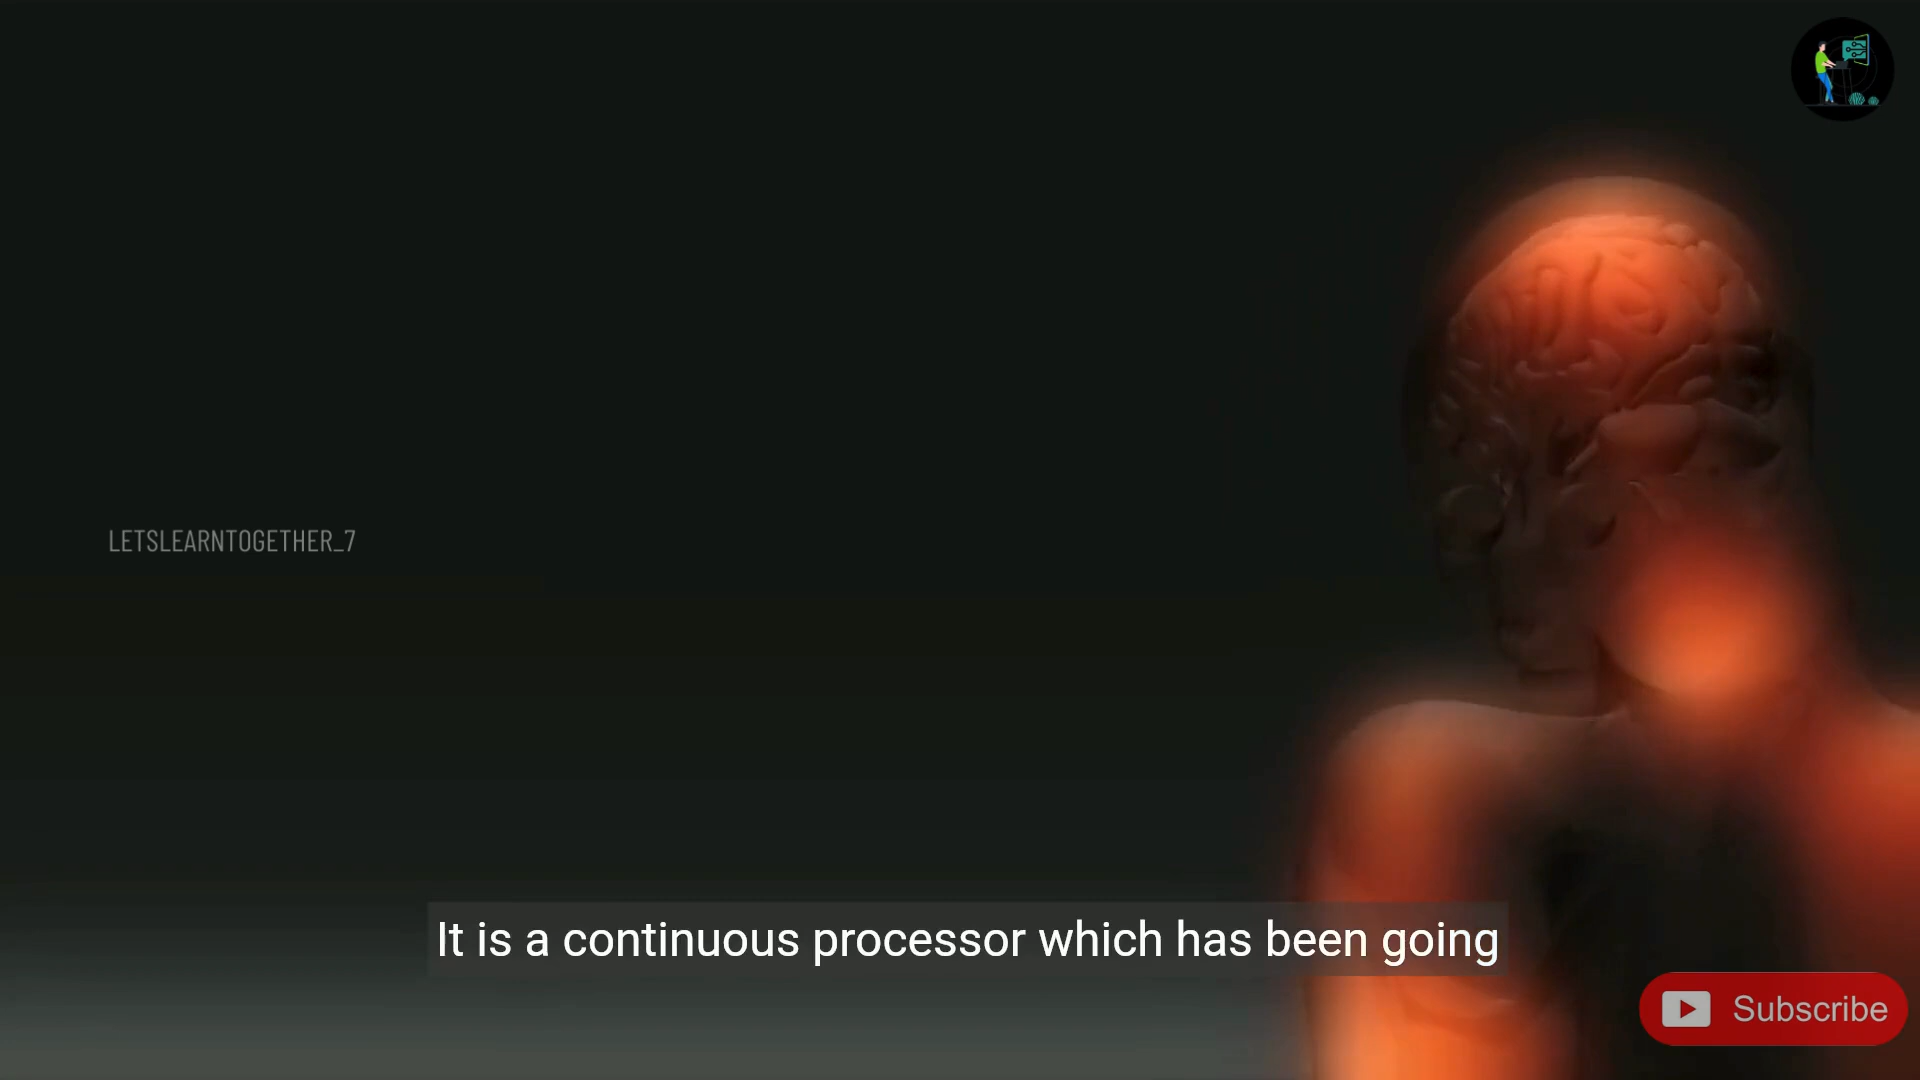 LETSLEARNTOGETHER_7
It is a continuous processor which has been going
Subscribe